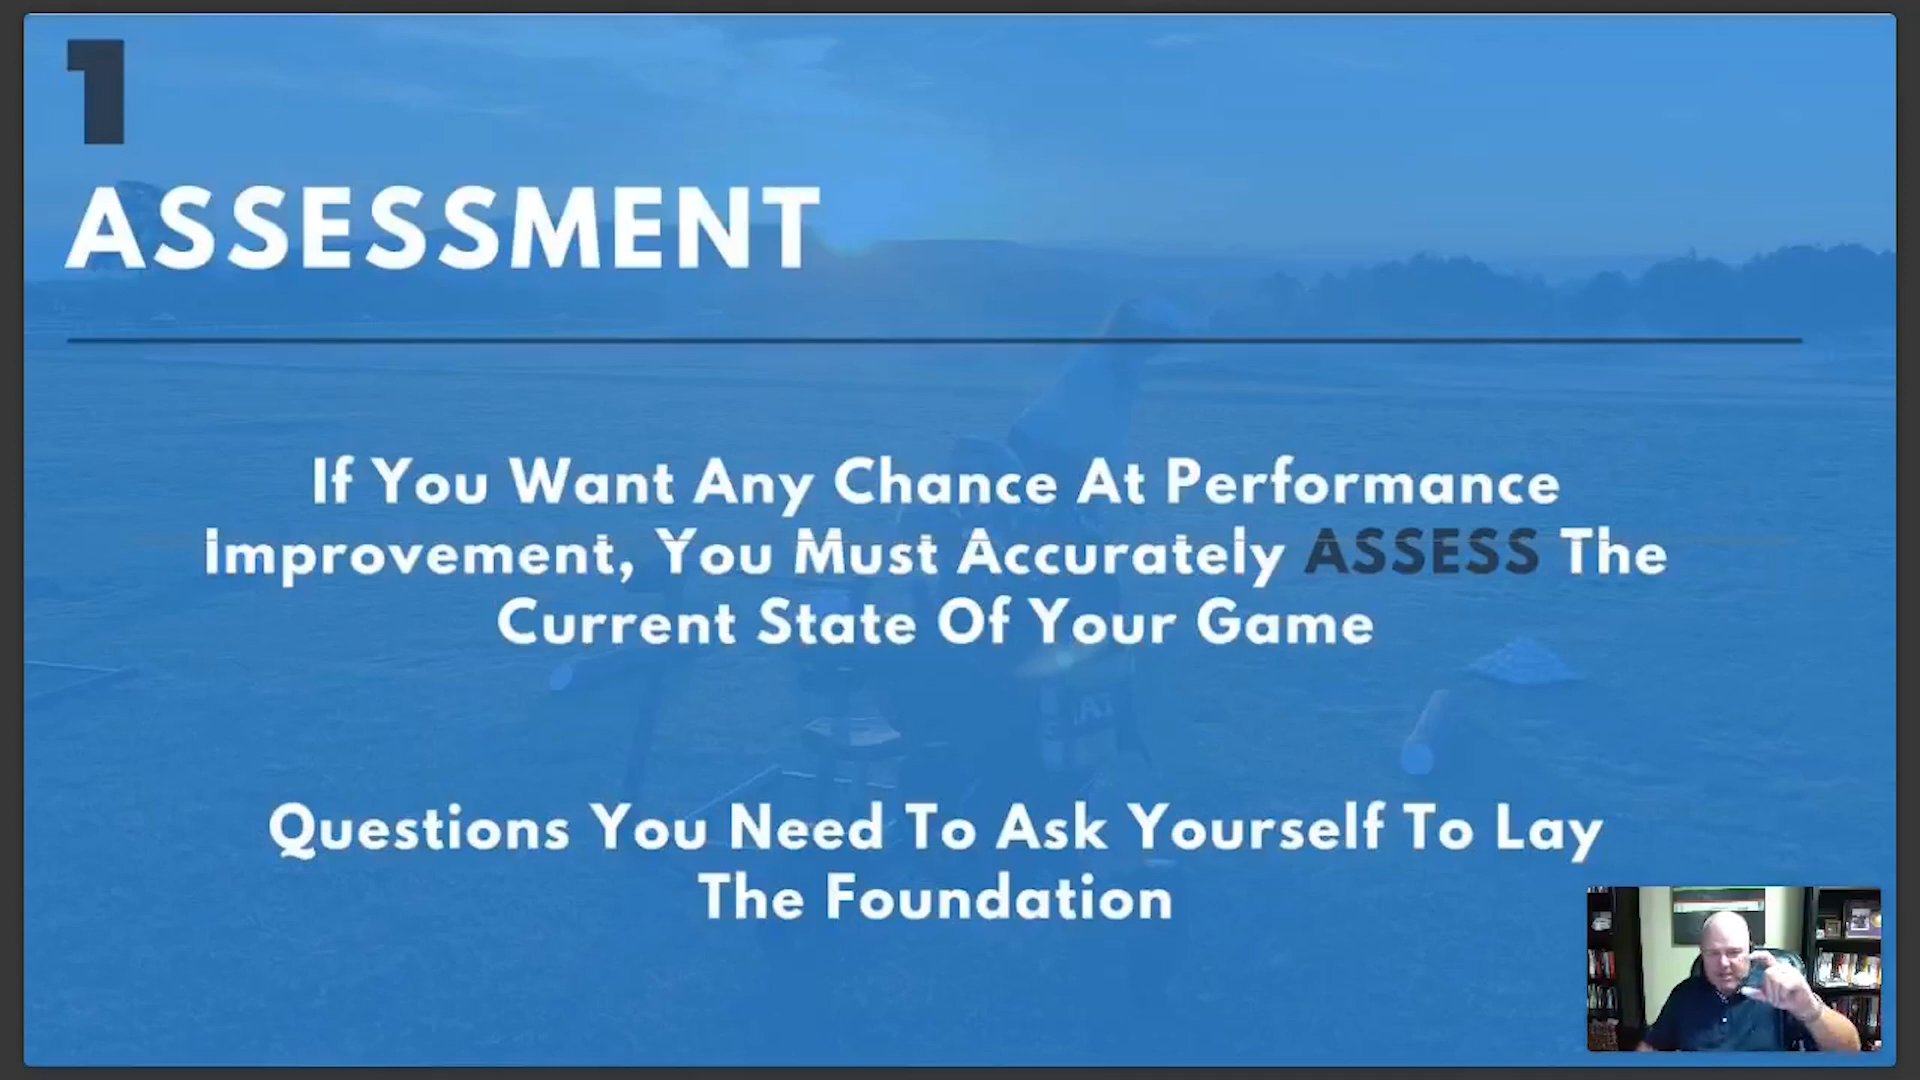 1
ASSESSMENT
If You Want Any Chance At Performance
Improvement, You Must Accurately ASSESS The
Current State Of Your Game
Questions You Need To Ask Yourself To Lay
The Foundation